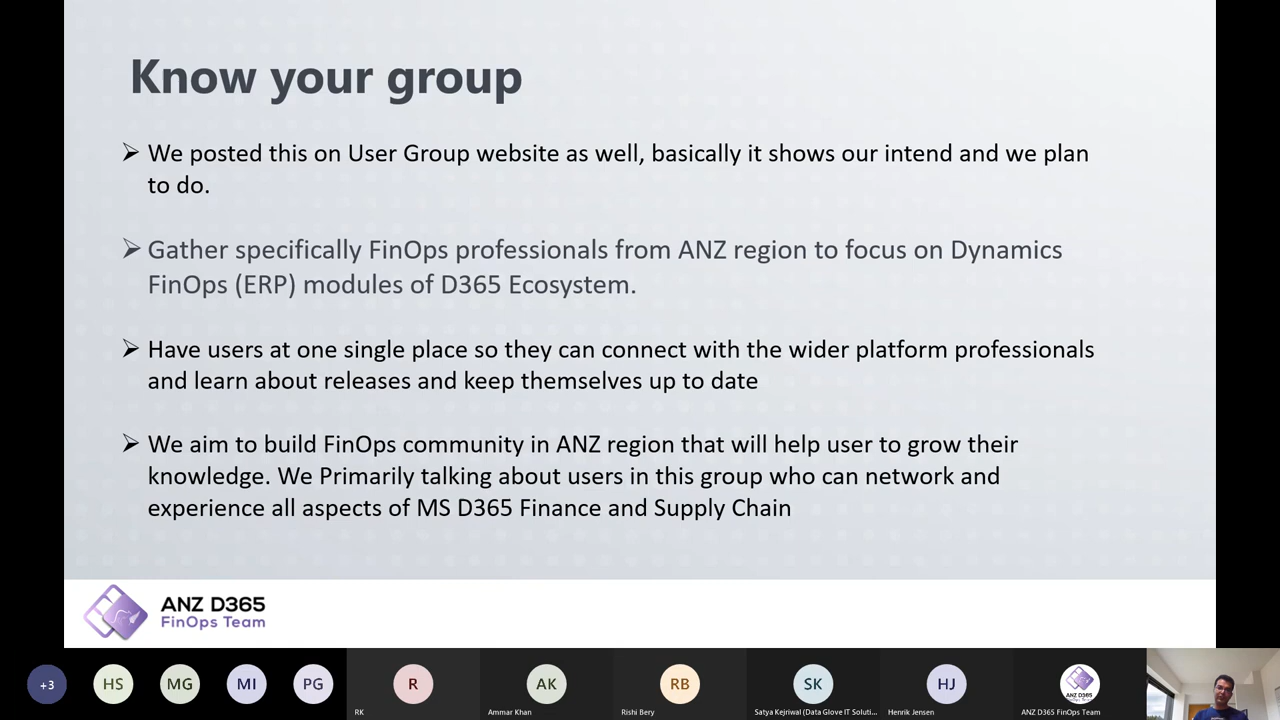 Know your group
➢ We posted this on User Group website as well, basically it shows our intend and we plan
to do.
➢ Gather specifically FinOps professionals from ANZ region to focus on Dynamics
FinOps (ERP) modules of D365 Ecosystem.
➢ Have users at one single place so they can connect with the wider platform professionals
and learn about releases and keep themselves up to date
➢ We aim to build FinOps community in ANZ region that will help user to grow their
knowledge. We Primarily talking about users in this group who can network and
experience all aspects of MS D365 Finance and Supply Chain
ANZ D365
FinOps Team
+3
HS
MG
MI
PG
R
RK
AK
Ammar Khan
RB
Rishi Bery
SK
Satya Kejriwal (Data Glove IT Soluti...
HJ
Henrik Jensen
ANZ D365
ANZ D365 FinOps Team